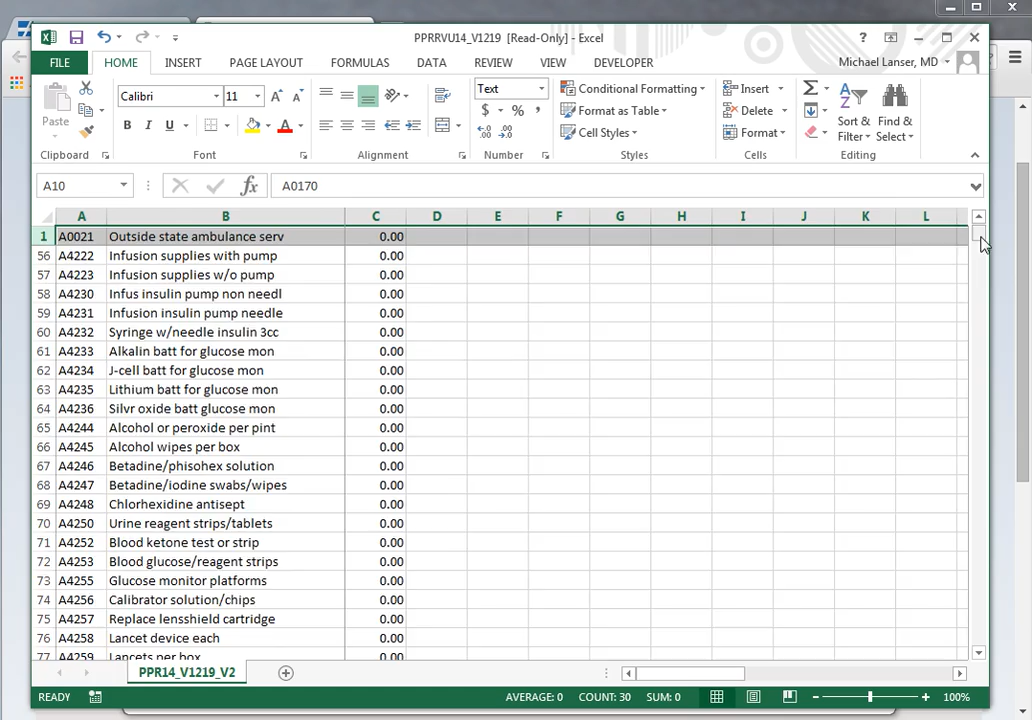 PPRRVU14_V1219 [Read-Only] - Excel
FILE HOME INSERT PAGE LAYOUT FORMULAS DATA REVIEW VIEW DEVELOPER Michael Lanser, MD
Paste
Calibri 11
Text
Conditional Formatting
Format as Table
Cell Styles
Insert
Delete
Format
Sort & Filter
Find & Select
Clipboard Font Alignment Number Styles Cells Editing
A10 fx A0170
A B C D E F G H I J K L
1 A0021 Outside state ambulance serv 0.00
56 A4222 Infusion supplies with pump 0.00
57 A4223 Infusion supplies w/o pump 0.00
58 A4230 Infus insulin pump non needl 0.00
59 A4231 Infusion insulin pump needle 0.00
60 A4232 Syringe w/needle insulin 3cc 0.00
61 A4233 Alkalin batt for glucose mon 0.00
62 A4234 J-cell batt for glucose mon 0.00
63 A4235 Lithium batt for glucose mon 0.00
64 A4236 Silvr oxide batt glucose mon 0.00
65 A4244 Alcohol or peroxide per pint 0.00
66 A4245 Alcohol wipes per box 0.00
67 A4246 Betadine/phisohex solution 0.00
68 A4247 Betadine/iodine swabs/wipes 0.00
69 A4248 Chlorhexidine antisept 0.00
70 A4250 Urine reagent strips/tablets 0.00
71 A4252 Blood ketone test or strip 0.00
72 A4253 Blood glucose/reagent strips 0.00
73 A4255 Glucose monitor platforms 0.00
74 A4256 Calibrator solution/chips 0.00
75 A4257 Replace lensshield cartridge 0.00
76 A4258 Lancet device each 0.00
77 A4259 Lancets per box 0.00
PPR14_V1219_V2
READY AVERAGE: 0 COUNT: 30 SUM: 0 100%